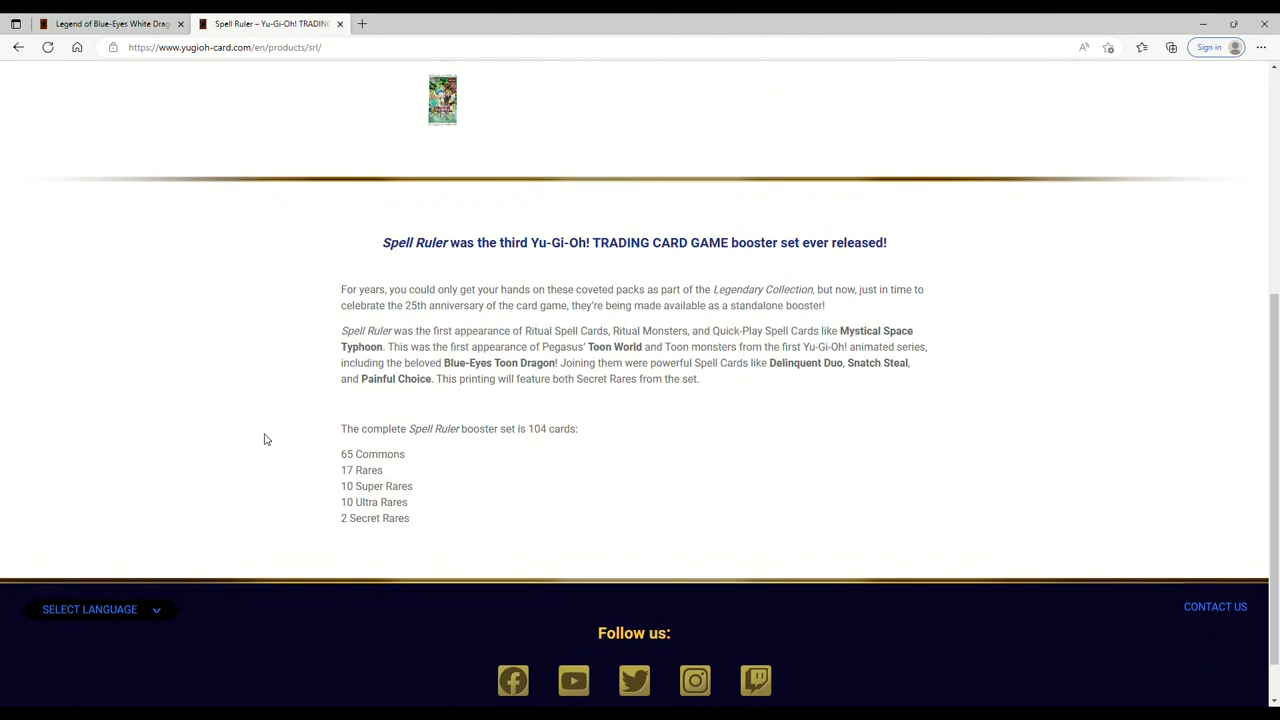 Legend of Blue-Eyes White Drag
Spell Ruler – Yu-Gi-Oh! TRADIN
https://www.yugioh-card.com/en/products/srl/
Sign in
Spell Ruler was the third Yu-Gi-Oh! TRADING CARD GAME booster set ever released!
For years, you could only get your hands on these coveted packs as part of the Legendary Collection, but now, just in time to
celebrate the 25th anniversary of the card game, they're being made available as a standalone booster!
Spell Ruler was the first appearance of Ritual Spell Cards, Ritual Monsters, and Quick-Play Spell Cards like Mystical Space
Typhoon. This was the first appearance of Pegasus' Toon World and Toon monsters from the first Yu-Gi-Oh! animated series,
including the beloved Blue-Eyes Toon Dragon! Joining them were powerful Spell Cards like Delinquent Duo, Snatch Steal,
and Painful Choice. This printing will feature both Secret Rares from the set.
The complete Spell Ruler booster set is 104 cards:
65 Commons
17 Rares
10 Super Rares
10 Ultra Rares
2 Secret Rares
SELECT LANGUAGE
CONTACT US
Follow us: